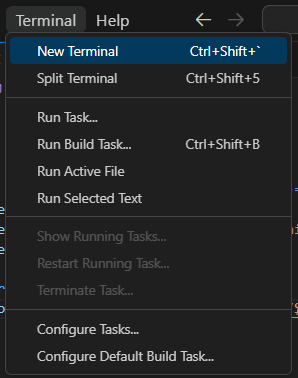 Terminal Help
New Terminal Ctrl+Shift+`
Split Terminal Ctrl+Shift+5
Run Task...
Run Build Task... Ctrl+Shift+B
Run Active File
Run Selected Text
Show Running Tasks...
Restart Running Task...
Terminate Task...
Configure Tasks...
Configure Default Build Task...